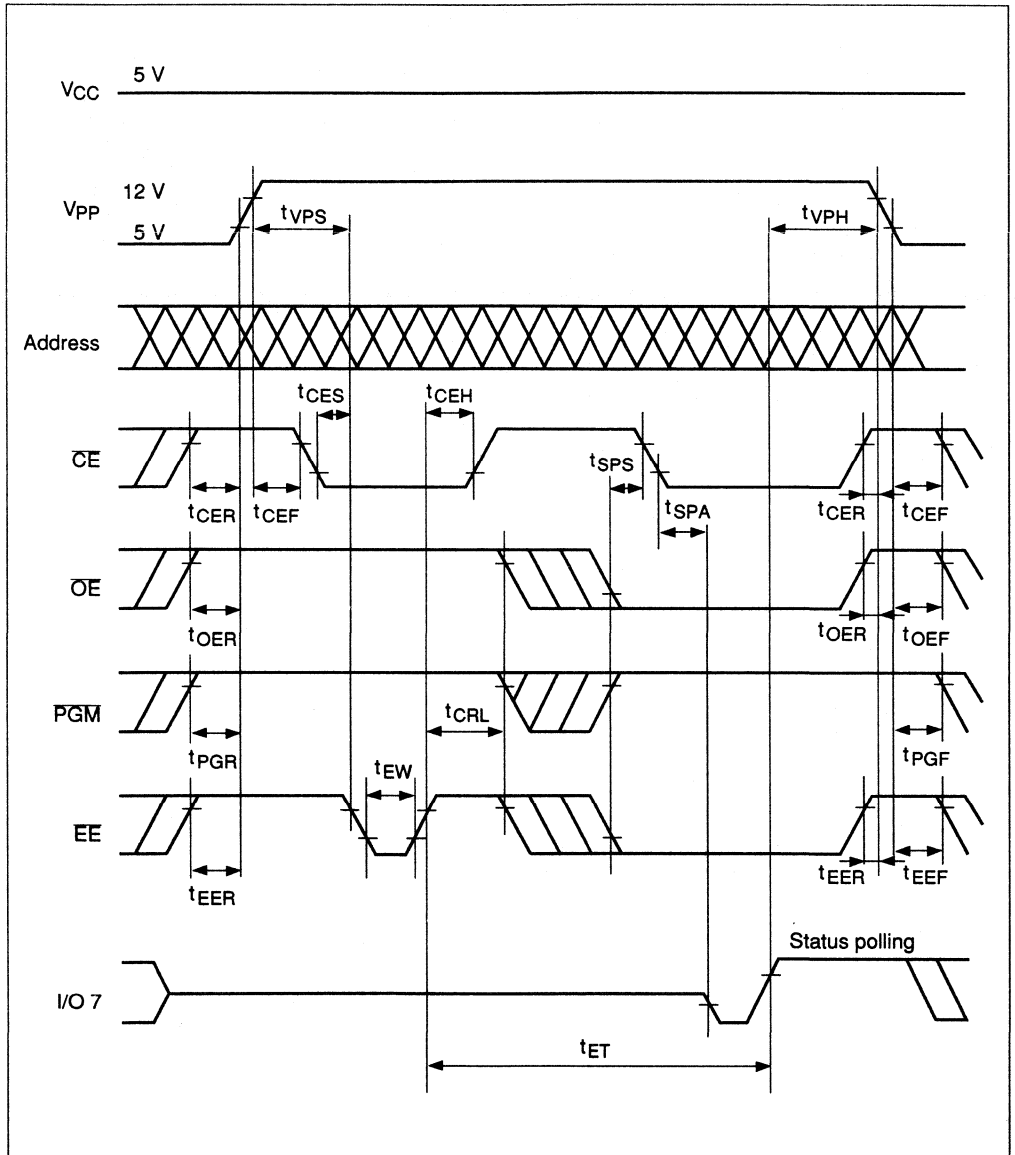 5 V
VCC
12 V
VPP
5 V
tVPS
tVPH
Address
tCES
tCEH
CE
tSPS
tCER
tCEF
tSPA
tCER
tCEF
OE
tOER
tOER
tOEF
PGM
tCRL
tPGR
tEW
tPGF
EE
tEER
tEER
tEEF
Status polling
I/O 7
tET